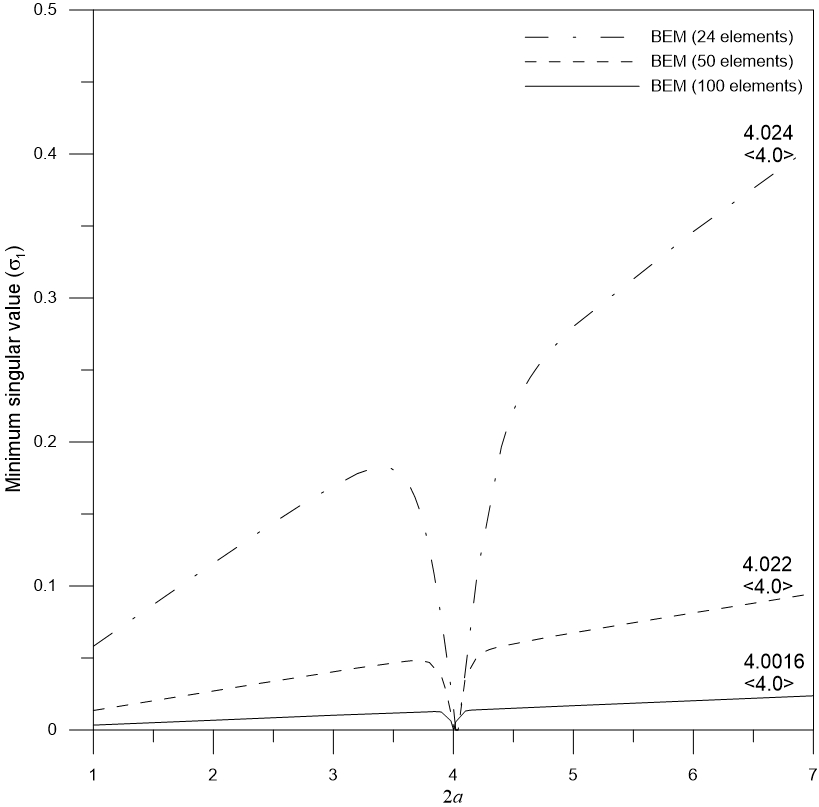 0.5
0.4
0.3
0.2
0.1
0
Minimum singular value (σ1)
BEM (24 elements)
BEM (50 elements)
BEM (100 elements)
4.024
<4.0>
4.022
<4.0>
4.0016
<4.0>
1 2 3 4 5 6 7
2a